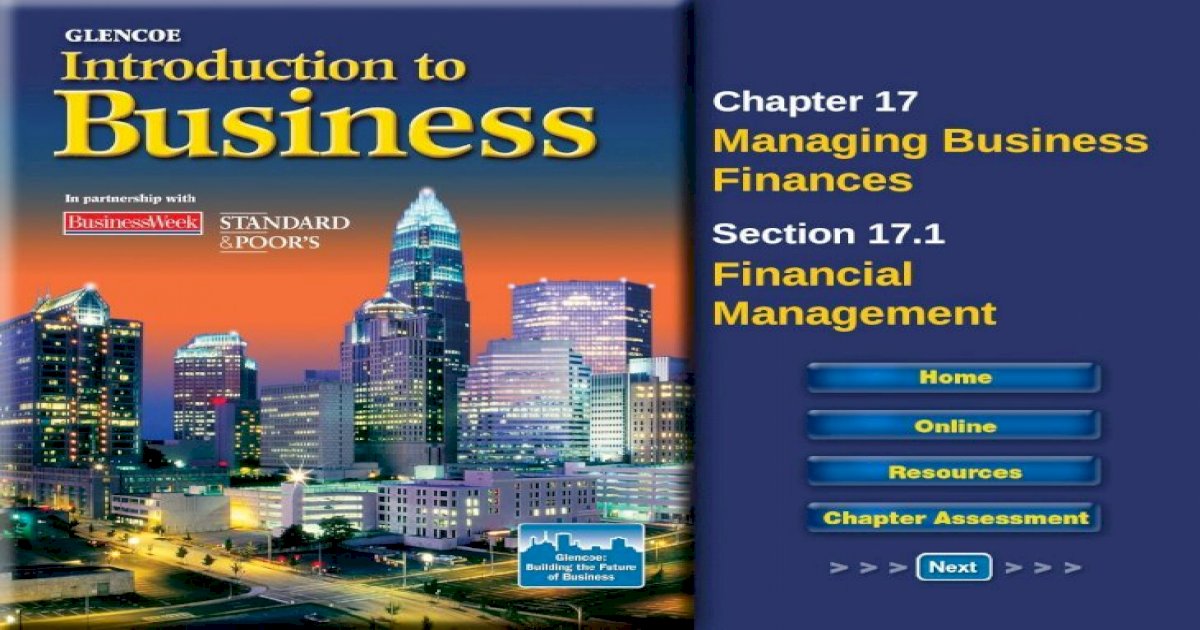 GLENCOE
Introduction to
Business
In partnership with
BusinessWeek
STANDARD
&POOR'S
Glencoe:
Building the Future
of Business
Chapter 17
Managing Business
Finances
Section 17.1
Financial
Management
Home
Online
Resources
Chapter Assessment
> > > Next > > >